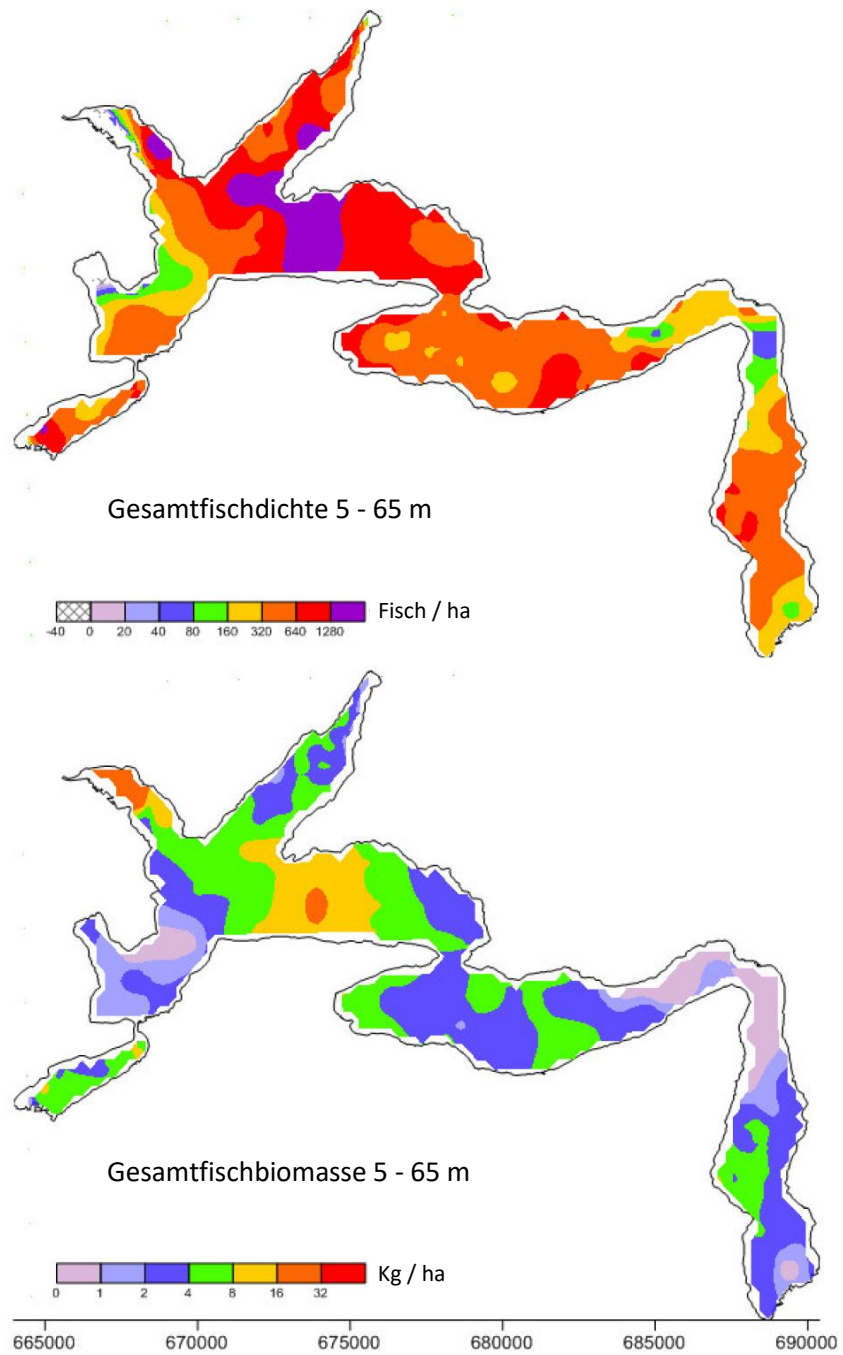 Gesamtfischdichte 5 - 65 m
Fisch / ha
-40 0 20 40 80 160 320 640 1280
Gesamtfischbiomasse 5 - 65 m
Kg / ha
0 1 2 4 8 16 32
665000 670000 675000 680000 685000 690000